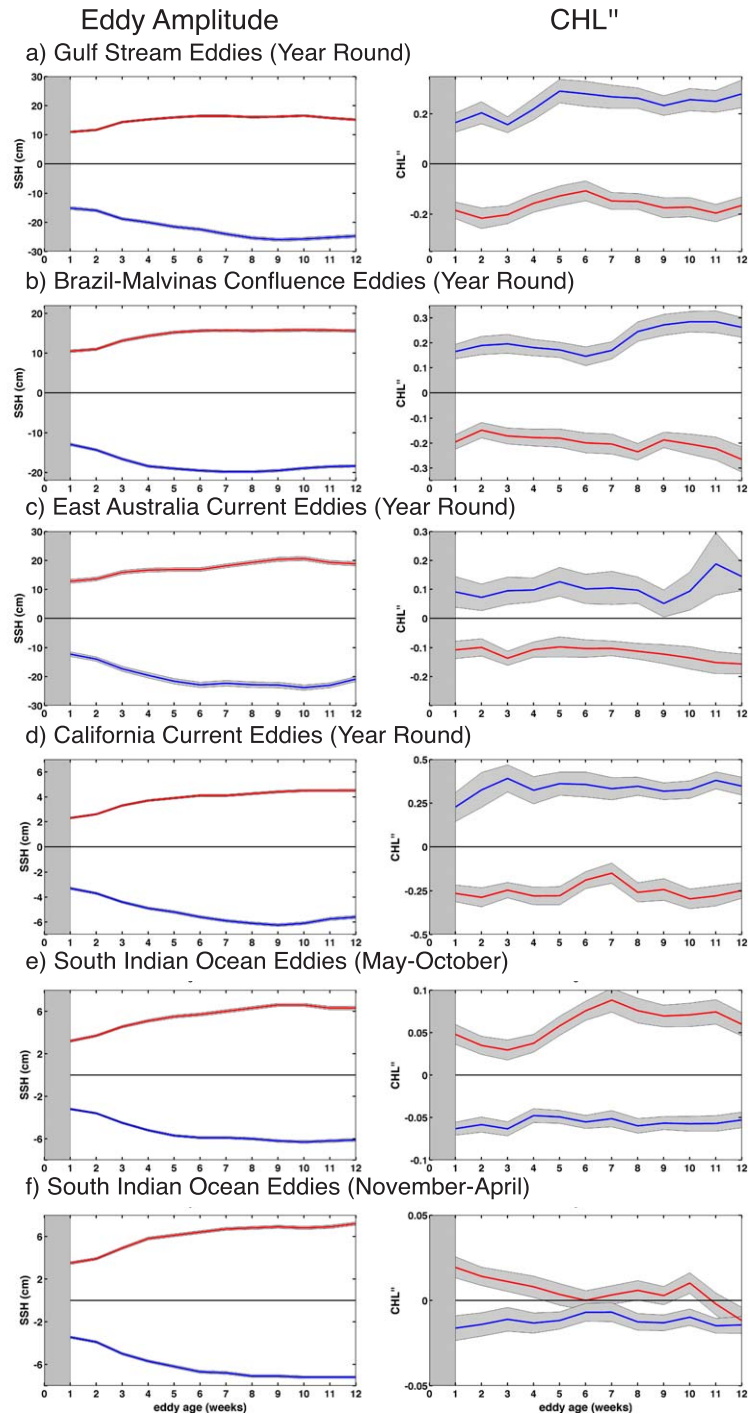 Eddy Amplitude CHL"
a) Gulf Stream Eddies (Year Round)
30
20
10
0
-10
-20
-30
SSH (cm)
0 1 2 3 4 5 6 7 8 9 10 11 12
0.2
0
-0.2
CHL"
0 1 2 3 4 5 6 7 8 9 10 11 12
b) Brazil-Malvinas Confluence Eddies (Year Round)
20
10
0
-10
-20
SSH (cm)
0 1 2 3 4 5 6 7 8 9 10 11 12
0.3
0.2
0.1
0
-0.1
-0.2
-0.3
CHL"
0 1 2 3 4 5 6 7 8 9 10 11 12
c) East Australia Current Eddies (Year Round)
30
20
10
0
-10
-20
-30
SSH (cm)
0 1 2 3 4 5 6 7 8 9 10 11 12
0.3
0.2
0.1
0
-0.1
-0.2
CHL"
0 1 2 3 4 5 6 7 8 9 10 11 12
d) California Current Eddies (Year Round)
6
4
2
0
-2
-4
-6
SSH (cm)
0 1 2 3 4 5 6 7 8 9 10 11 12
0.5
0.25
0
-0.25
-0.5
CHL"
0 1 2 3 4 5 6 7 8 9 10 11 12
e) South Indian Ocean Eddies (May-October)
6
2
0
-2
-6
SSH (cm)
0 1 2 3 4 5 6 7 8 9 10 11 12
0.1
0.05
0
-0.05
-0.1
CHL"
0 1 2 3 4 5 6 7 8 9 10 11 12
f) South Indian Ocean Eddies (November-April)
6
2
0
-2
-6
SSH (cm)
0 1 2 3 4 5 6 7 8 9 10 11 12
eddy age (weeks)
0.05
0
-0.05
CHL"
0 1 2 3 4 5 6 7 8 9 10 11 12
eddy age (weeks)